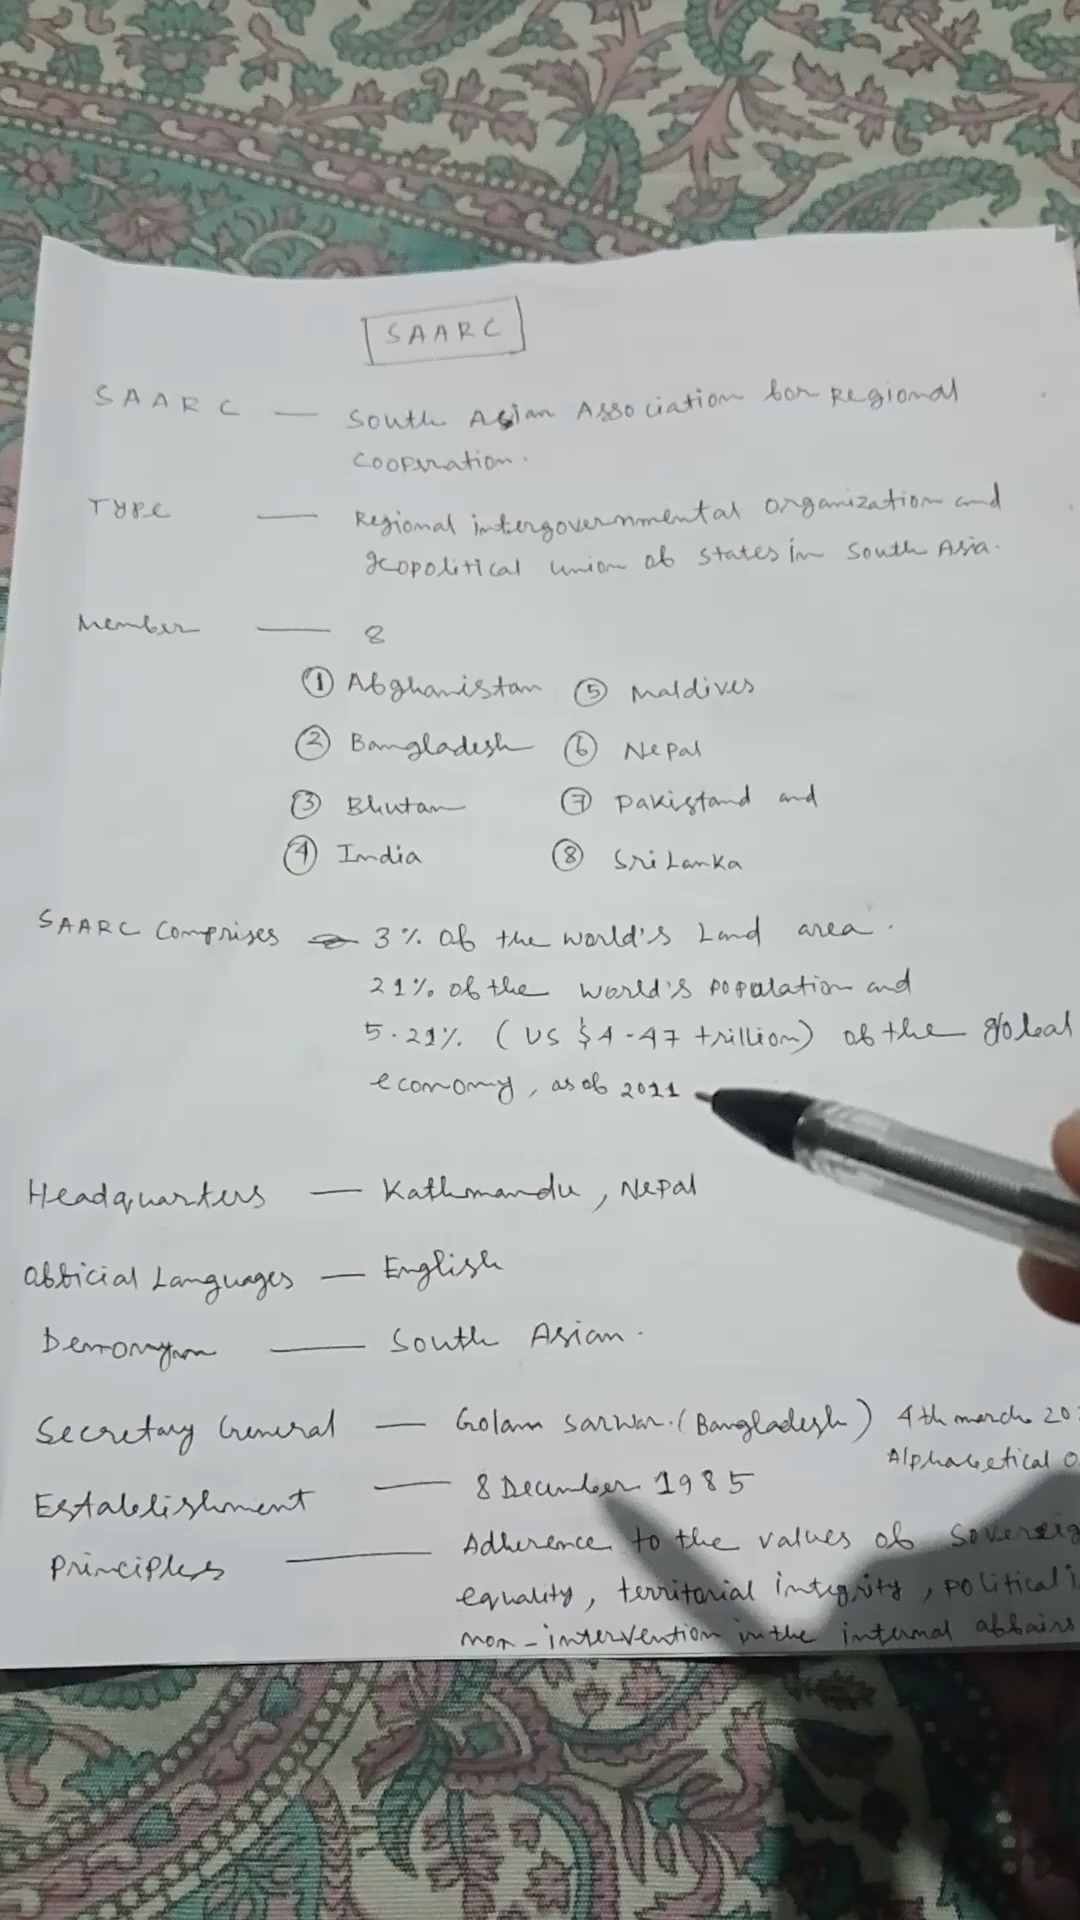 SAARC
SAARC — South Asian Association for Regional
Cooperation.
Type — Regional intergovernmental organization and
geopolitical union of states in South Asia.
Member — 8
① Afghanistan ⑤ Maldives
② Bangladesh ⑥ Nepal
③ Bhutan ⑦ Pakistand and
④ India ⑧ Sri Lanka
SAARC Comprises — 3% of the world's Land area.
21% of the world's population and
5.21% (US $4.47 trillion) of the global
economy, as of 2021
Headquarters — Kathmandu, Nepal
Official Languages — English
Demonym — South Asian.
Secretary General — Golam Sarwar. (Bangladesh) 4th march 20
Alphabetical O
Establishment — 8 December 1985
Principles — Adherence to the values of Sovereig
equality, territorial integrity, political i
non-intervention in the internal affairs